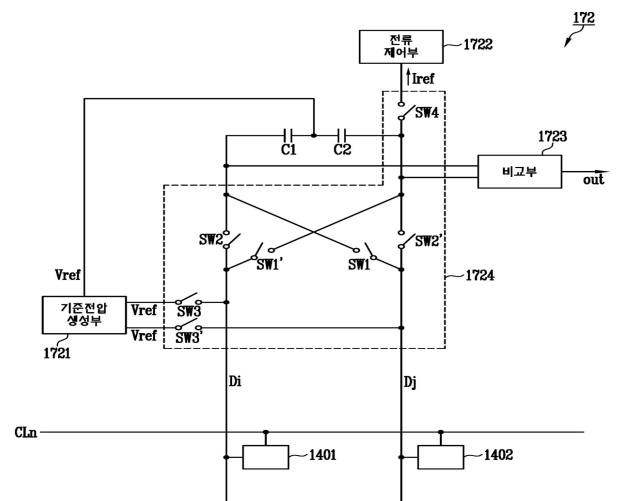 172
전류
제어부
1722
Iref
SW4
C1
C2
1723
비교부
out
SW2
SW1'
SW1
SW2'
1724
Vref
기준전압
생성부
1721
Vref
SW3
Vref
SW3'
Di
Dj
CLn
1401
1402